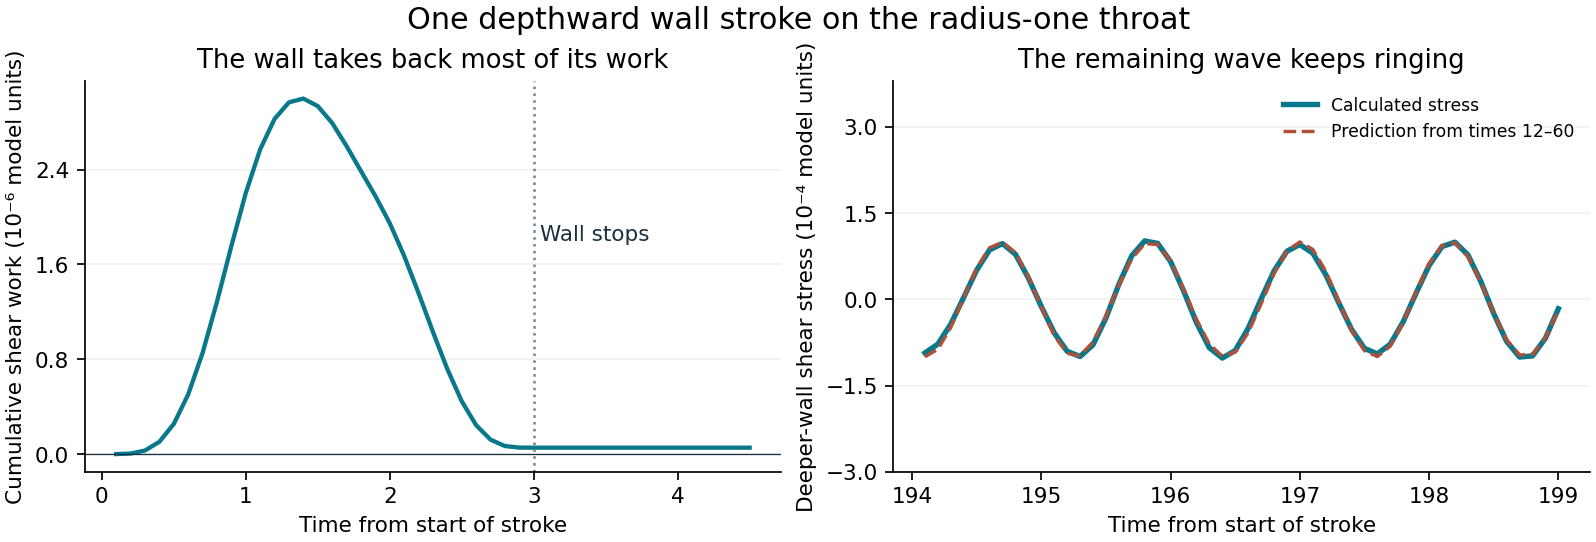 One depthward wall stroke on the radius-one throat
The wall takes back most of its work
Cumulative shear work (10⁻⁶ model units)
2.4
1.6
0.8
0.0
Wall stops
0 1 2 3 4
Time from start of stroke
The remaining wave keeps ringing
Deeper-wall shear stress (10⁻⁴ model units)
3.0
1.5
0.0
−1.5
−3.0
Calculated stress
Prediction from times 12–60
194 195 196 197 198 199
Time from start of stroke